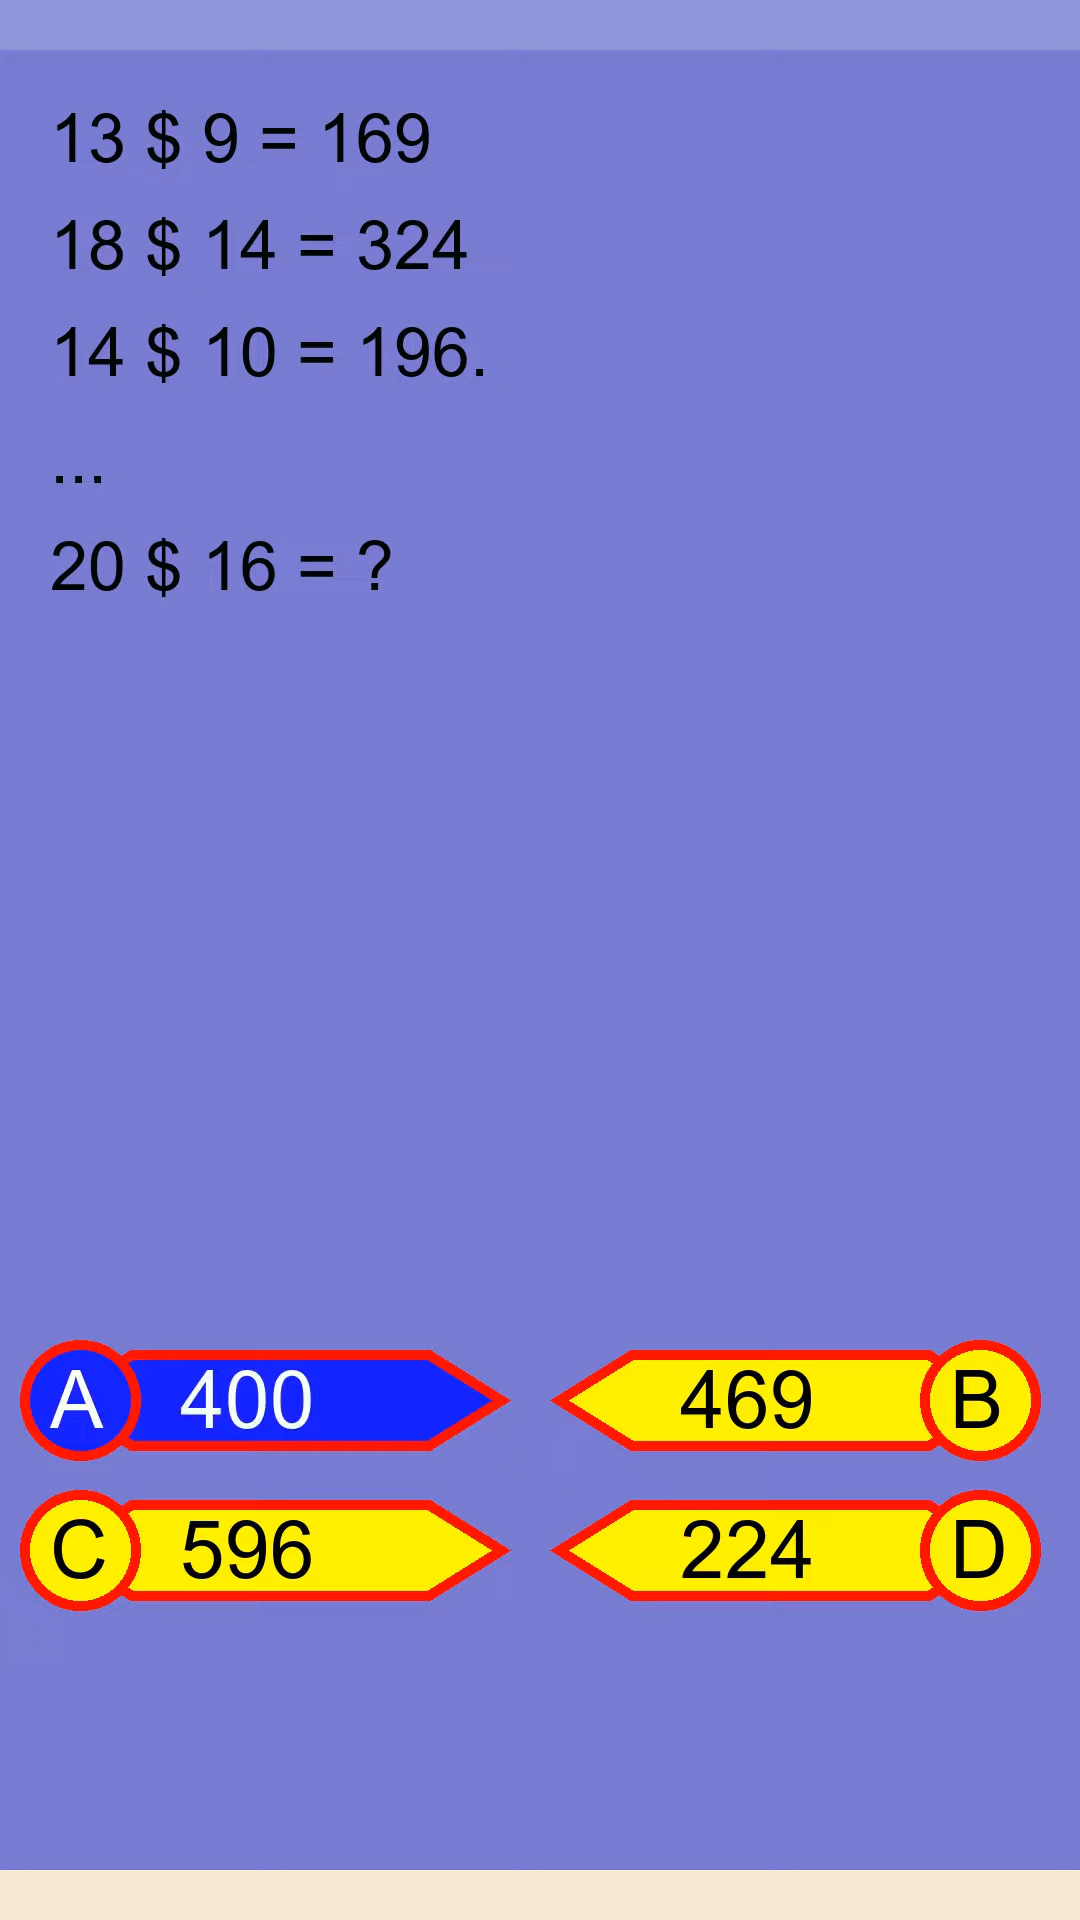 13 $ 9 = 169
18 $ 14 = 324
14 $ 10 = 196.
...
20 $ 16 = ?
A 400
469 B
C 596
224 D